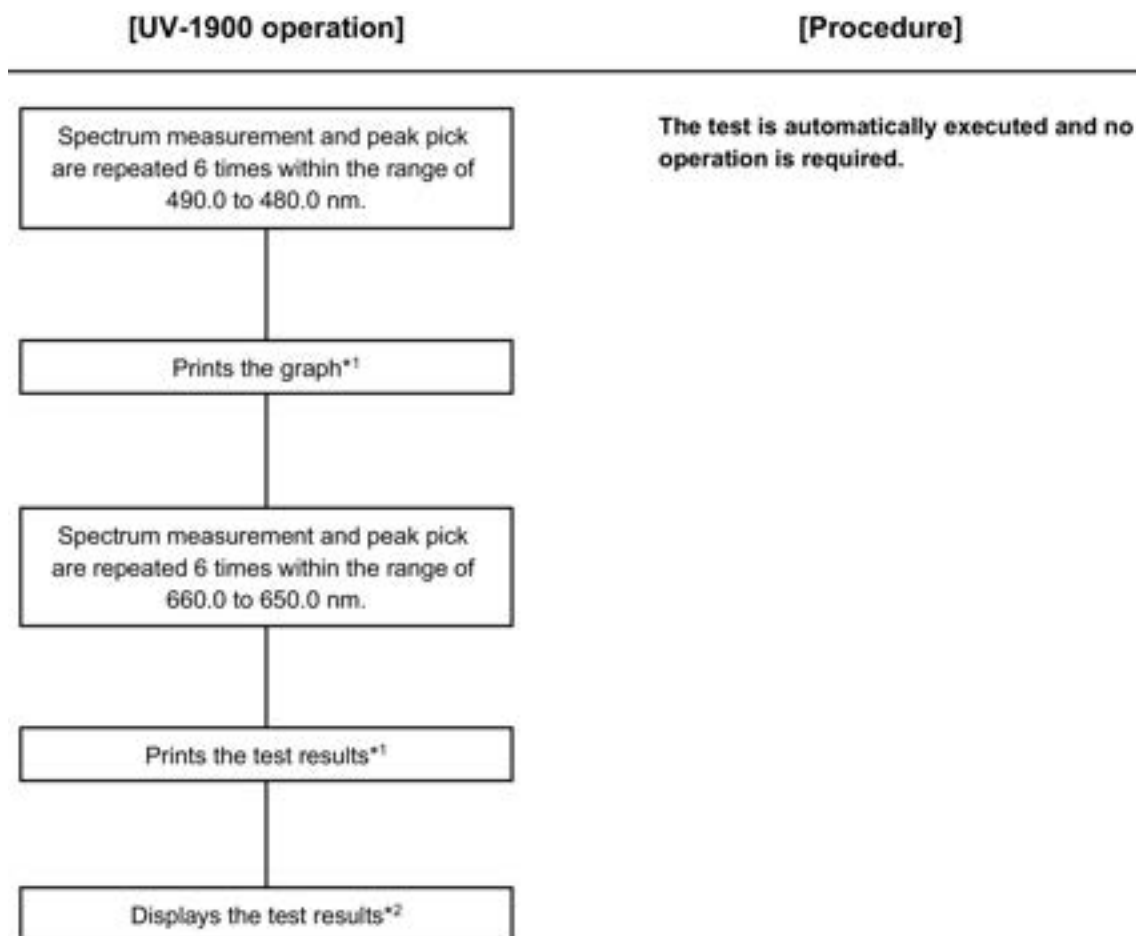 [UV-1900 operation]
[Procedure]
Spectrum measurement and peak pick
are repeated 6 times within the range of
490.0 to 480.0 nm.
The test is automatically executed and no
operation is required.
Prints the graph*1
Spectrum measurement and peak pick
are repeated 6 times within the range of
660.0 to 650.0 nm.
Prints the test results*1
Displays the test results*2